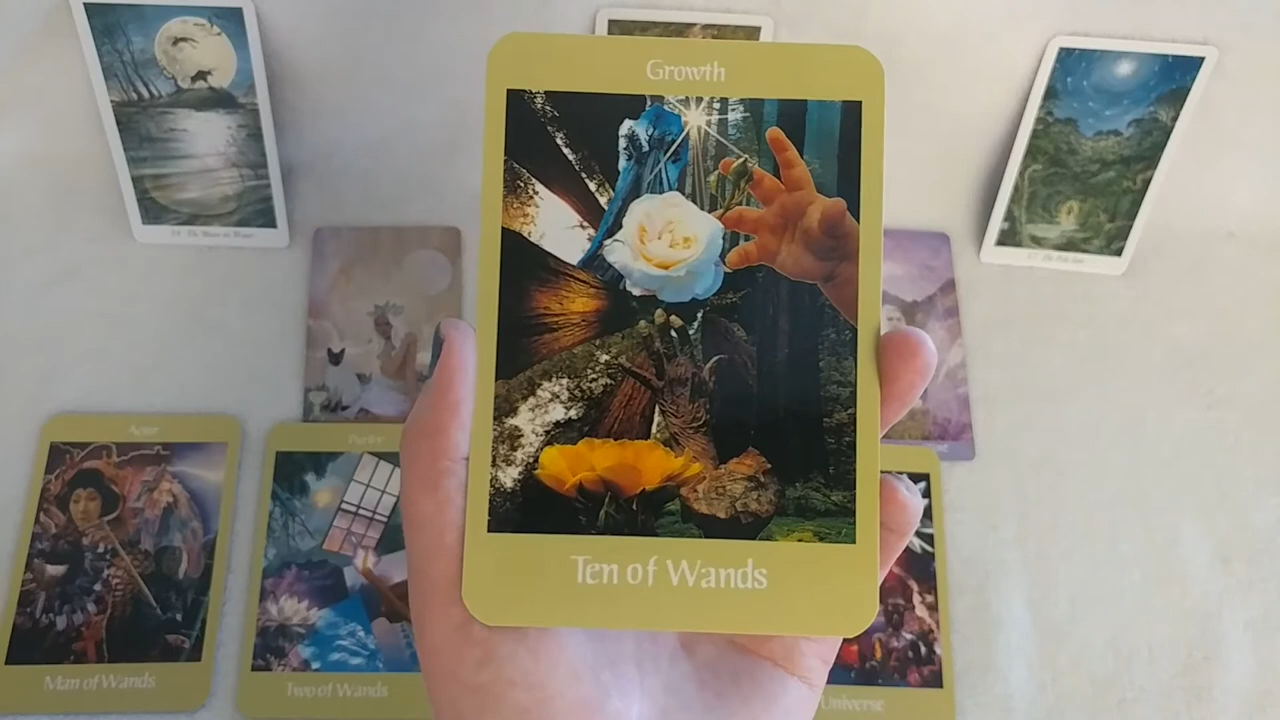 Growth
Ten of Wands
Actor
Man of Wands
Two of Wands
Universe